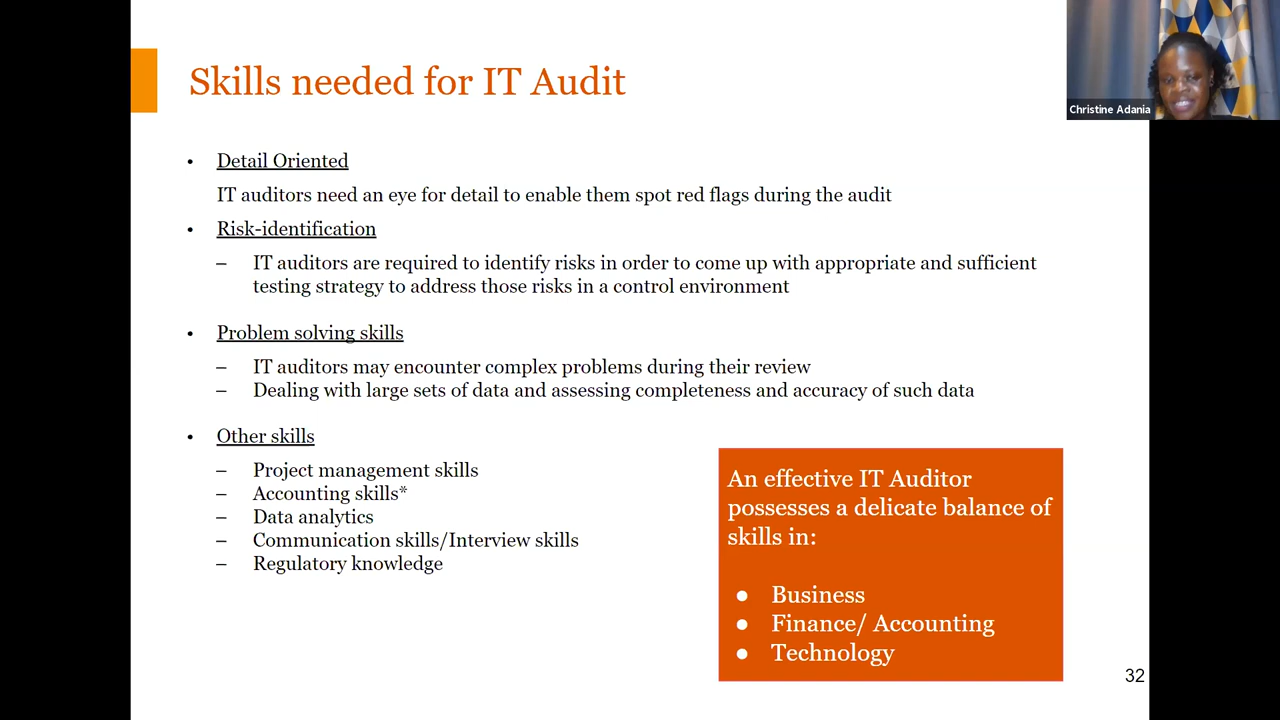 Skills needed for IT Audit
Christine Adania
• Detail Oriented
IT auditors need an eye for detail to enable them spot red flags during the audit
• Risk-identification
– IT auditors are required to identify risks in order to come up with appropriate and sufficient
testing strategy to address those risks in a control environment
• Problem solving skills
– IT auditors may encounter complex problems during their review
– Dealing with large sets of data and assessing completeness and accuracy of such data
• Other skills
– Project management skills
– Accounting skills*
– Data analytics
– Communication skills/Interview skills
– Regulatory knowledge
An effective IT Auditor
possesses a delicate balance of
skills in:
● Business
● Finance/ Accounting
● Technology
32